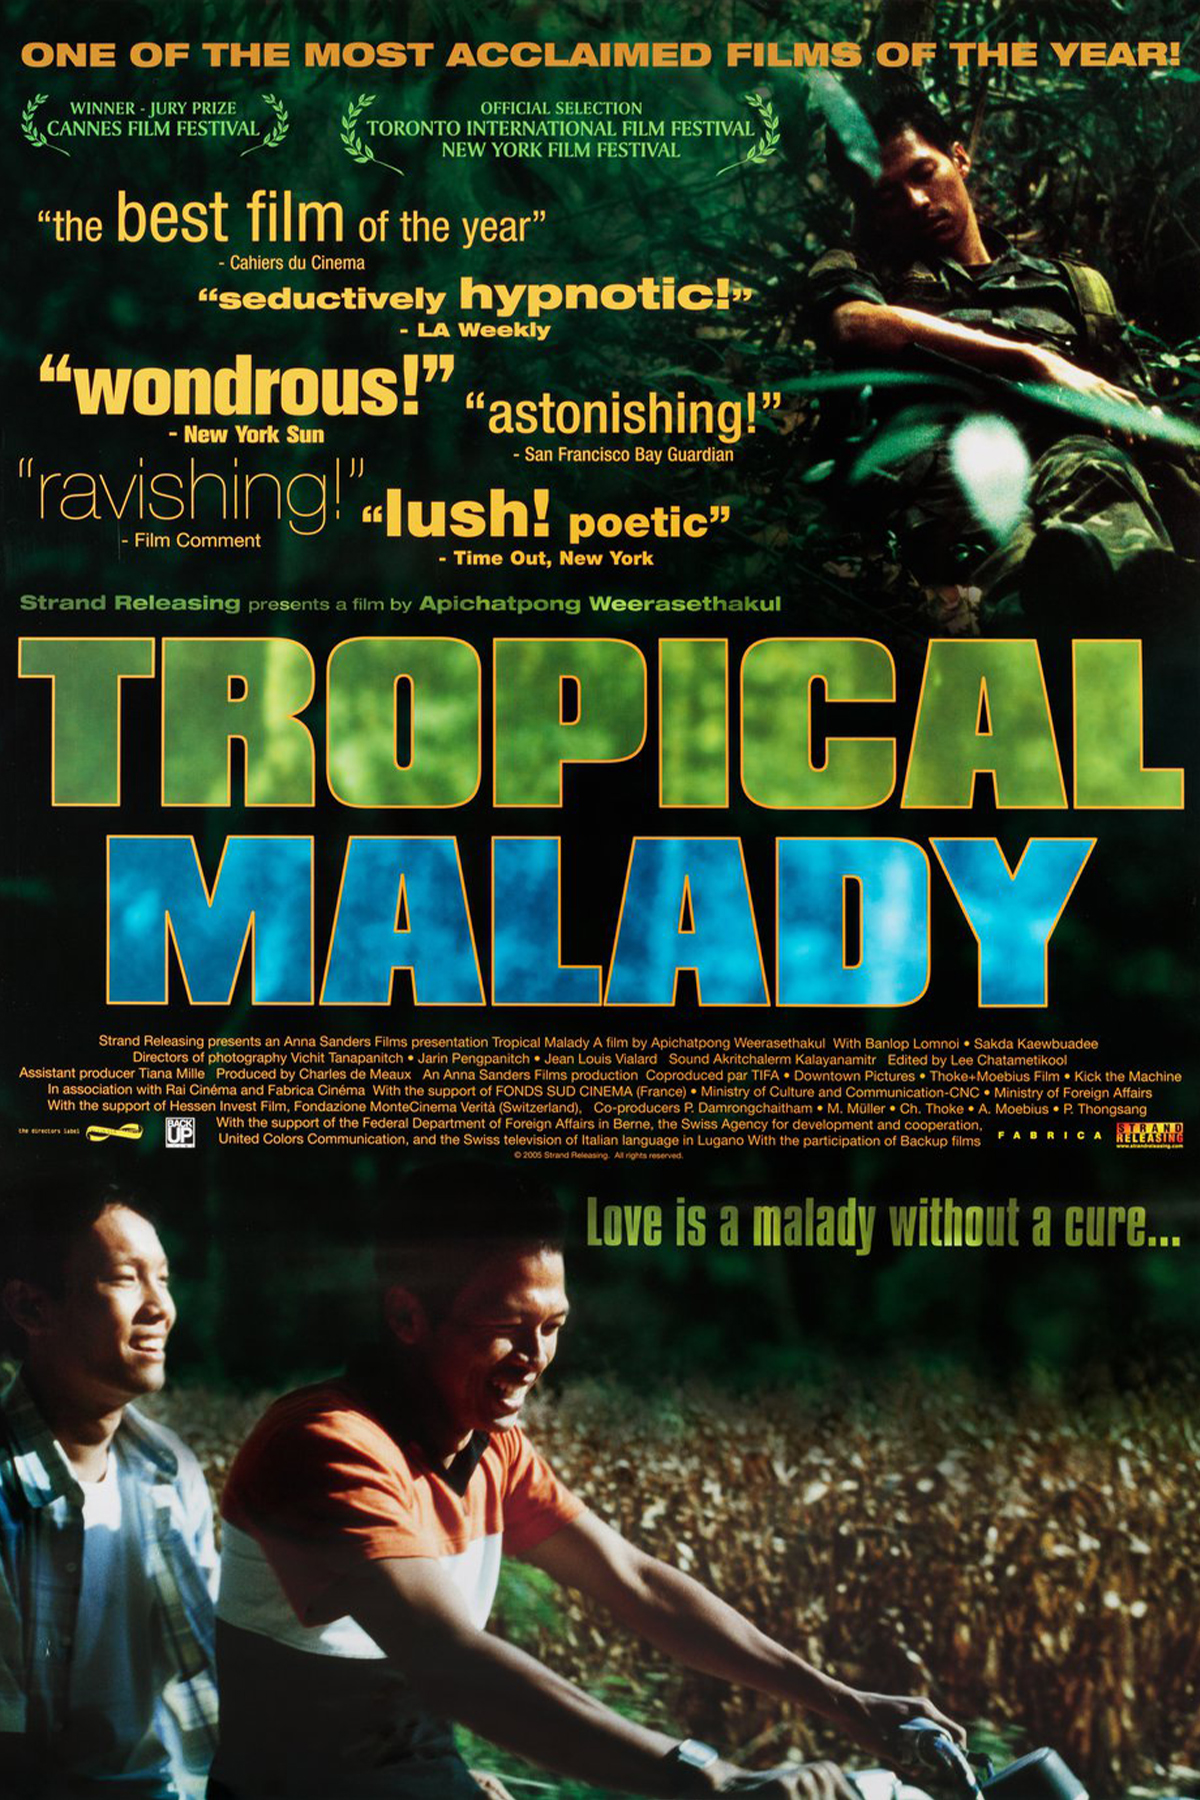 ONE OF THE MOST ACCLAIMED FILMS OF THE YEAR!
WINNER - JURY PRIZE
CANNES FILM FESTIVAL
OFFICIAL SELECTION
TORONTO INTERNATIONAL FILM FESTIVAL
NEW YORK FILM FESTIVAL
“the best film of the year”
- Cahiers du Cinema
“seductively hypnotic!”
- LA Weekly
“wondrous!”
- New York Sun
“astonishing!”
- San Francisco Bay Guardian
“ravishing!”
- Film Comment
“lush! poetic”
- Time Out, New York
Strand Releasing presents a film by Apichatpong Weerasethakul
TROPICAL
MALADY
Strand Releasing presents an Anna Sanders Films presentation Tropical Malady A film by Apichatpong Weerasethakul With Banlop Lomnoi • Sakda Kaewbuadee
Directors of photography Vichit Tanapanitch • Jarin Pengpanitch • Jean Louis Vialard Sound Akritchalerm Kalayanamitr Edited by Lee Chatametikool
Assistant producer Tiana Mille Produced by Charles de Meaux An Anna Sanders Films production Coproduced par TIFA • Downtown Pictures • Thoke+Moebius Film • Kick the Machine
In association with Rai Cinéma and Fabrica Cinéma With the support of FONDS SUD CINEMA (France) • Ministry of Culture and Communication-CNC • Ministry of Foreign Affairs
With the support of Hessen Invest Film, Fondazione MonteCinema Verità (Switzerland), Co-producers P. Damrongchaitham • M. Müller • Ch. Thoke • A. Moebius • P. Thongsang
With the support of the Federal Department of Foreign Affairs in Berne, the Swiss Agency for development and cooperation,
United Colors Communication, and the Swiss television of Italian language in Lugano With the participation of Backup films
the directors label
BACK
UP
FABRICA
STRAND
RELEASING
www.strandreleasing.com
© 2005 Strand Releasing. All rights reserved.
Love is a malady without a cure...